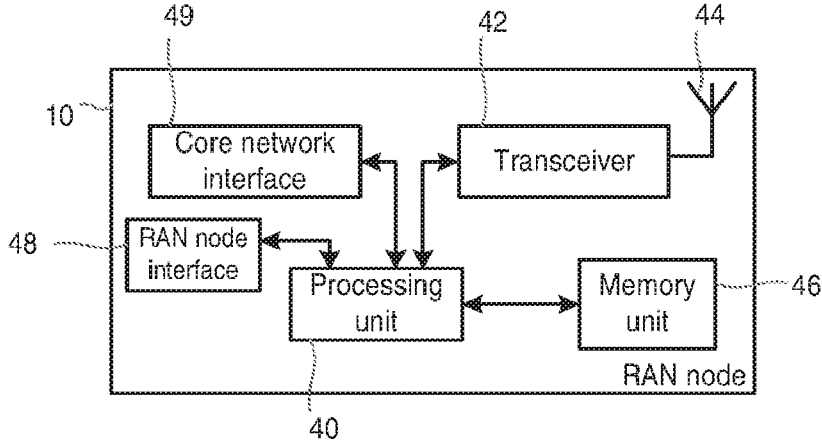 49
42
44
10
Core network
interface
Transceiver
48
RAN node
interface
Processing
unit
Memory
unit
46
RAN node
40